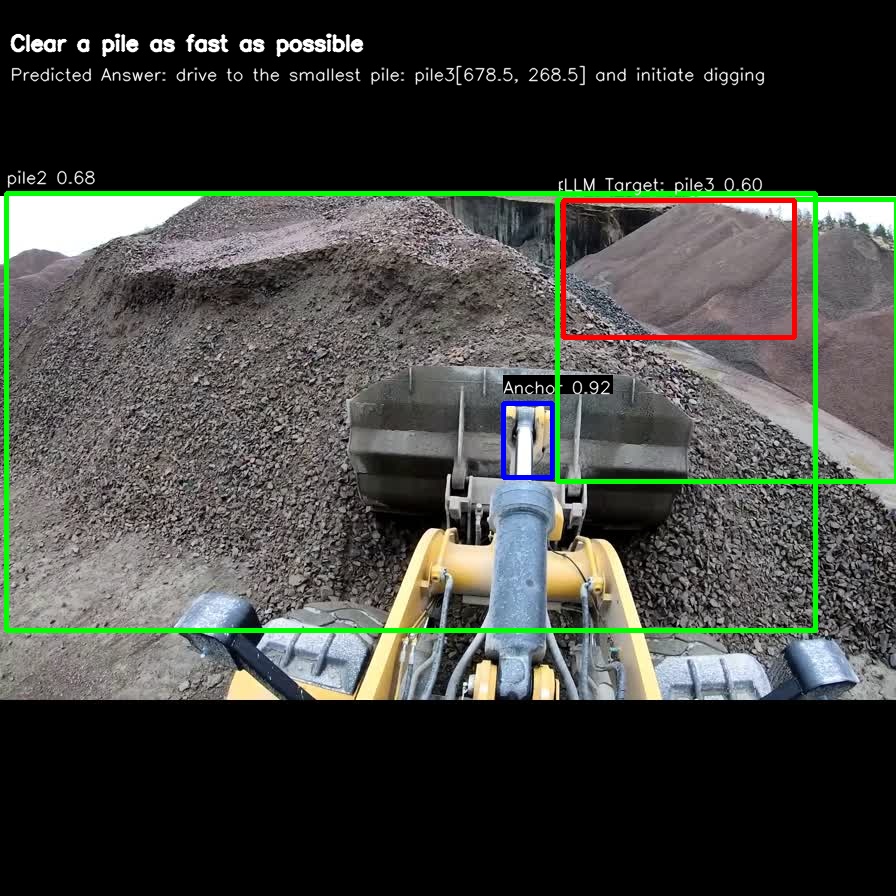 Clear a pile as fast as possible
Predicted Answer: drive to the smallest pile: pile3[678.5, 268.5] and initiate digging
pile2 0.68
LLM Target: pile3 0.60
Anchor 0.92